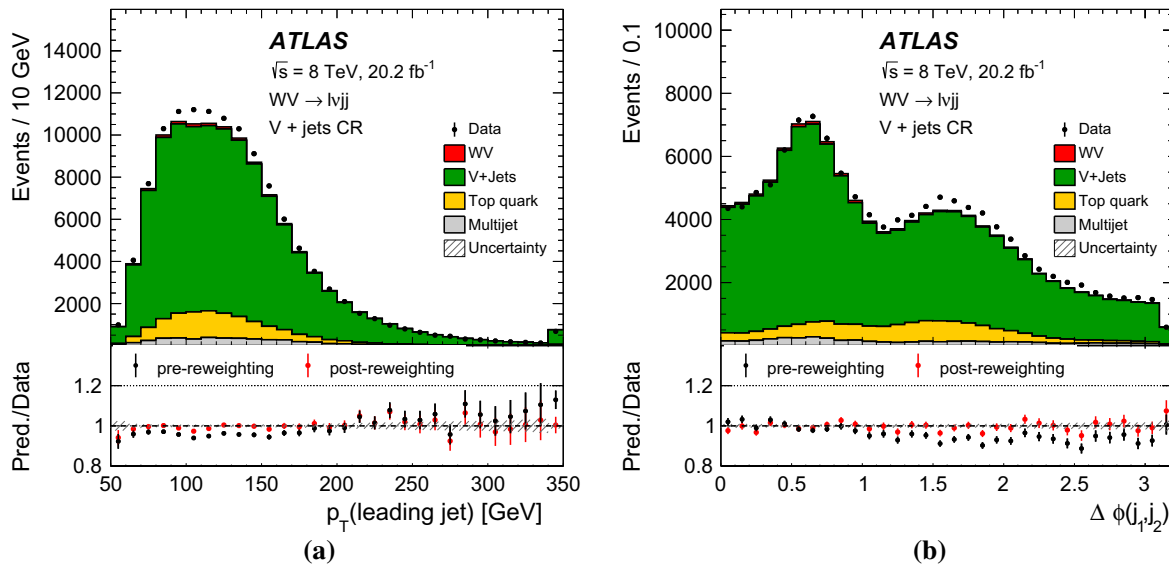 ATLAS
√s = 8 TeV, 20.2 fb⁻¹
WV → lvjj
V + jets CR
Data
WV
V+Jets
Top quark
Multijet
Uncertainty
Events / 10 GeV
14000
12000
10000
8000
6000
4000
2000
pre-reweighting post-reweighting
Pred./Data
1.2
1
0.8
50 100 150 200 250 300 350
p_T(leading jet) [GeV]
(a)
ATLAS
√s = 8 TeV, 20.2 fb⁻¹
WV → lvjj
V + jets CR
Data
WV
V+Jets
Top quark
Multijet
Uncertainty
Events / 0.1
10000
8000
6000
4000
2000
pre-reweighting post-reweighting
Pred./Data
1.2
1
0.8
0 0.5 1 1.5 2 2.5 3
Δ ϕ(j₁,j₂)
(b)